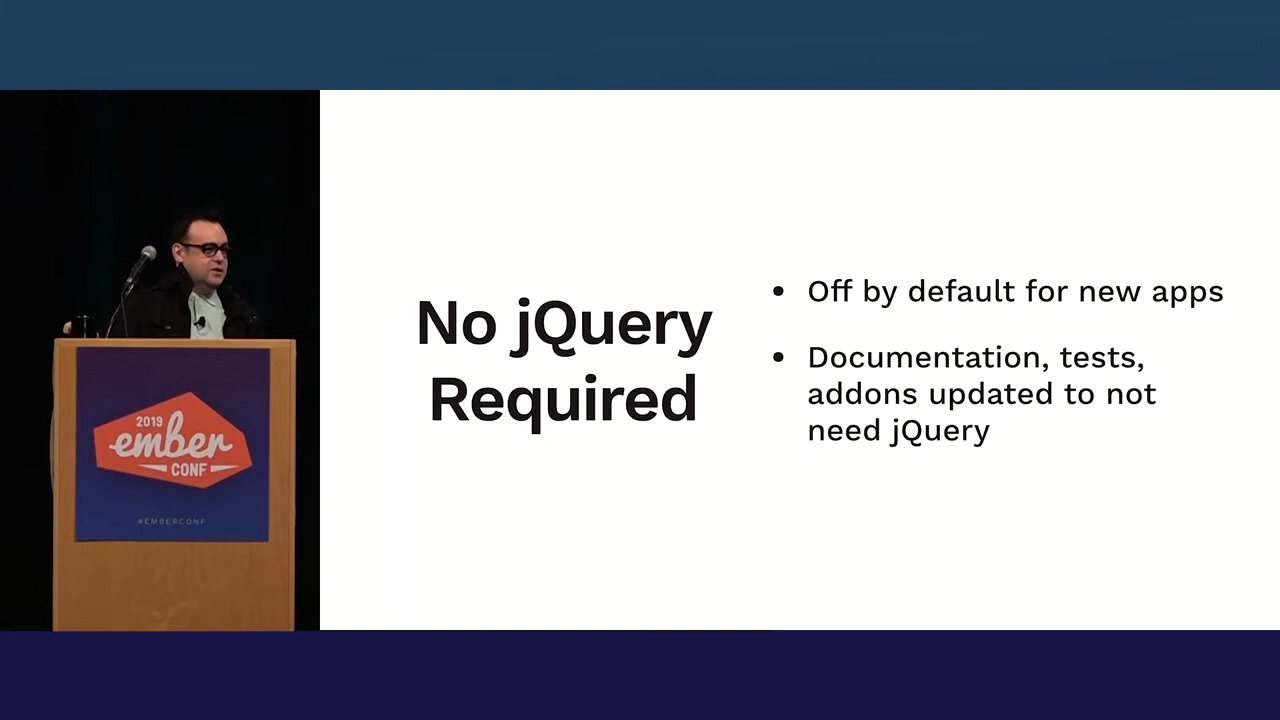 No jQuery
Required
• Off by default for new apps
• Documentation, tests,
addons updated to not
need jQuery
2019
ember
CONF
#EMBERCONF